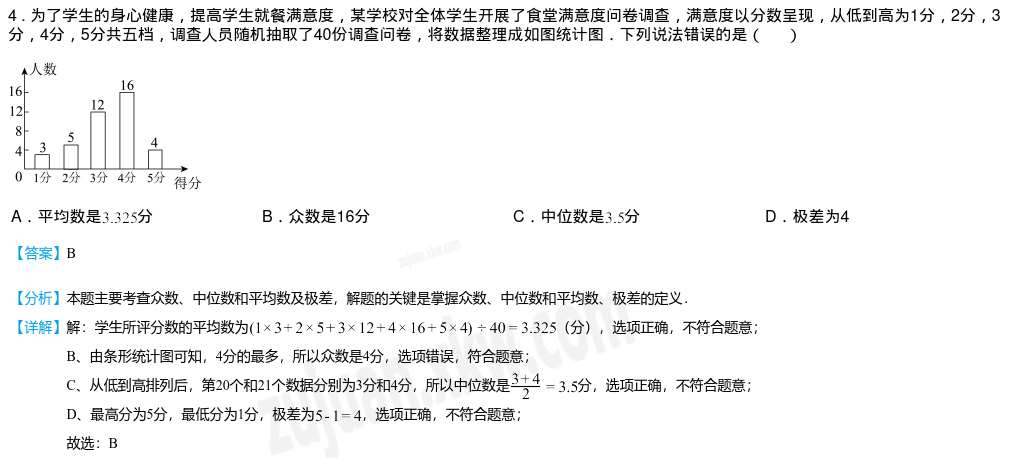 4．为了学生的身心健康，提高学生就餐满意度，某学校对全体学生开展了食堂满意度问卷调查，满意度以分数呈现，从低到高为1分，2分，3
分，4分，5分共五档，调查人员随机抽取了40份调查问卷，将数据整理成如图统计图．下列说法错误的是（　　）
人数
16
12
8
4
0
3
5
12
16
4
1分 2分 3分 4分 5分
得分
A．平均数是3.325分 B．众数是16分 C．中位数是3.5分 D．极差为4
【答案】B
【分析】本题主要考查众数、中位数和平均数及极差，解题的关键是掌握众数、中位数和平均数、极差的定义．
【详解】解：学生所评分数的平均数为(1×3+2×5+3×12+4×16+5×4)÷40=3.325（分），选项正确，不符合题意；
B、由条形统计图可知，4分的最多，所以众数是4分，选项错误，符合题意；
C、从低到高排列后，第20个和21个数据分别为3分和4分，所以中位数是(3+4)/2=3.5分，选项正确，不符合题意；
D、最高分为5分，最低分为1分，极差为5-1=4，选项正确，不符合题意；
故选：B
zujuan.xkw.com
zujuan.xkw.com